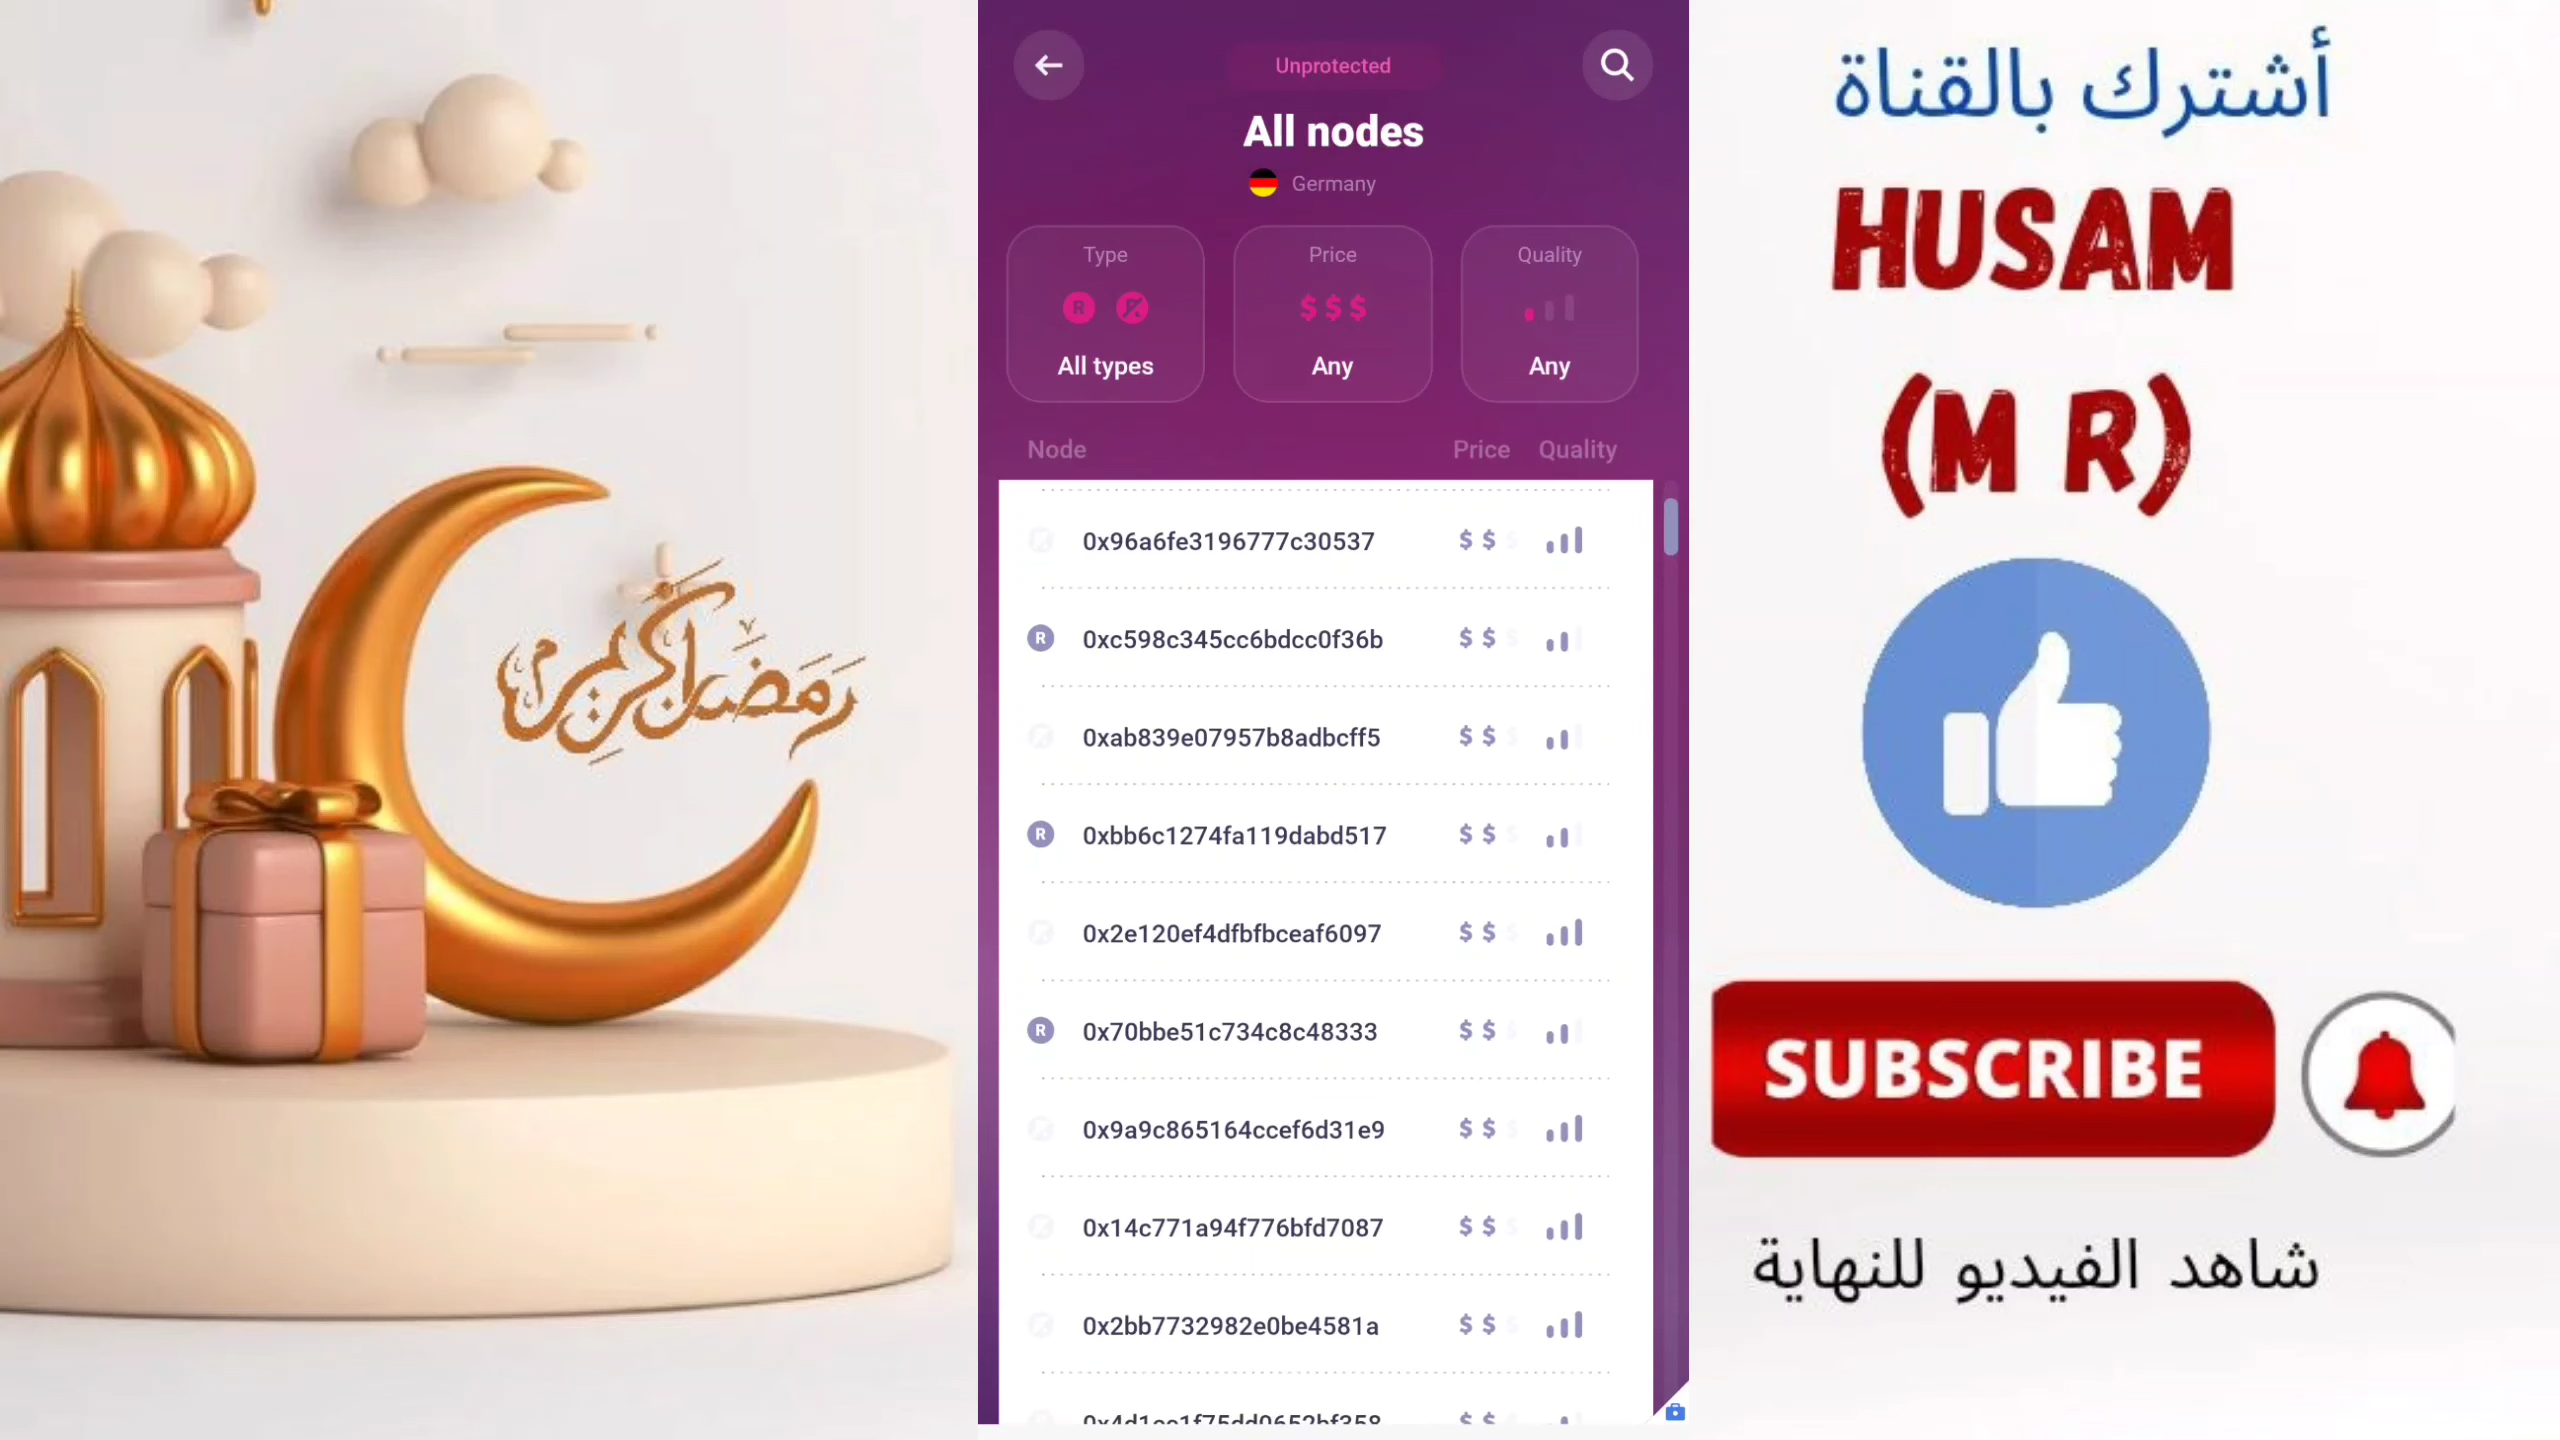 رمضان كريم
Unprotected
All nodes
Germany
Type
Price
Quality
R
$$$
All types
Any
Any
Node
Price
Quality
0x96a6fe3196777c30537
$$
R
0xc598c345cc6bdcc0f36b
$$
0xab839e07957b8adbcff5
$$
R
0xbb6c1274fa119dabd517
$$
0x2e120ef4dfbfbceaf6097
$$
R
0x70bbe51c734c8c48333
$$
0x9a9c865164ccef6d31e9
$$
0x14c771a94f776bfd7087
$$
0x2bb7732982e0be4581a
$$
أشترك بالقناة
HUSAM
(M R)
SUBSCRIBE
شاهد الفيديو للنهاية